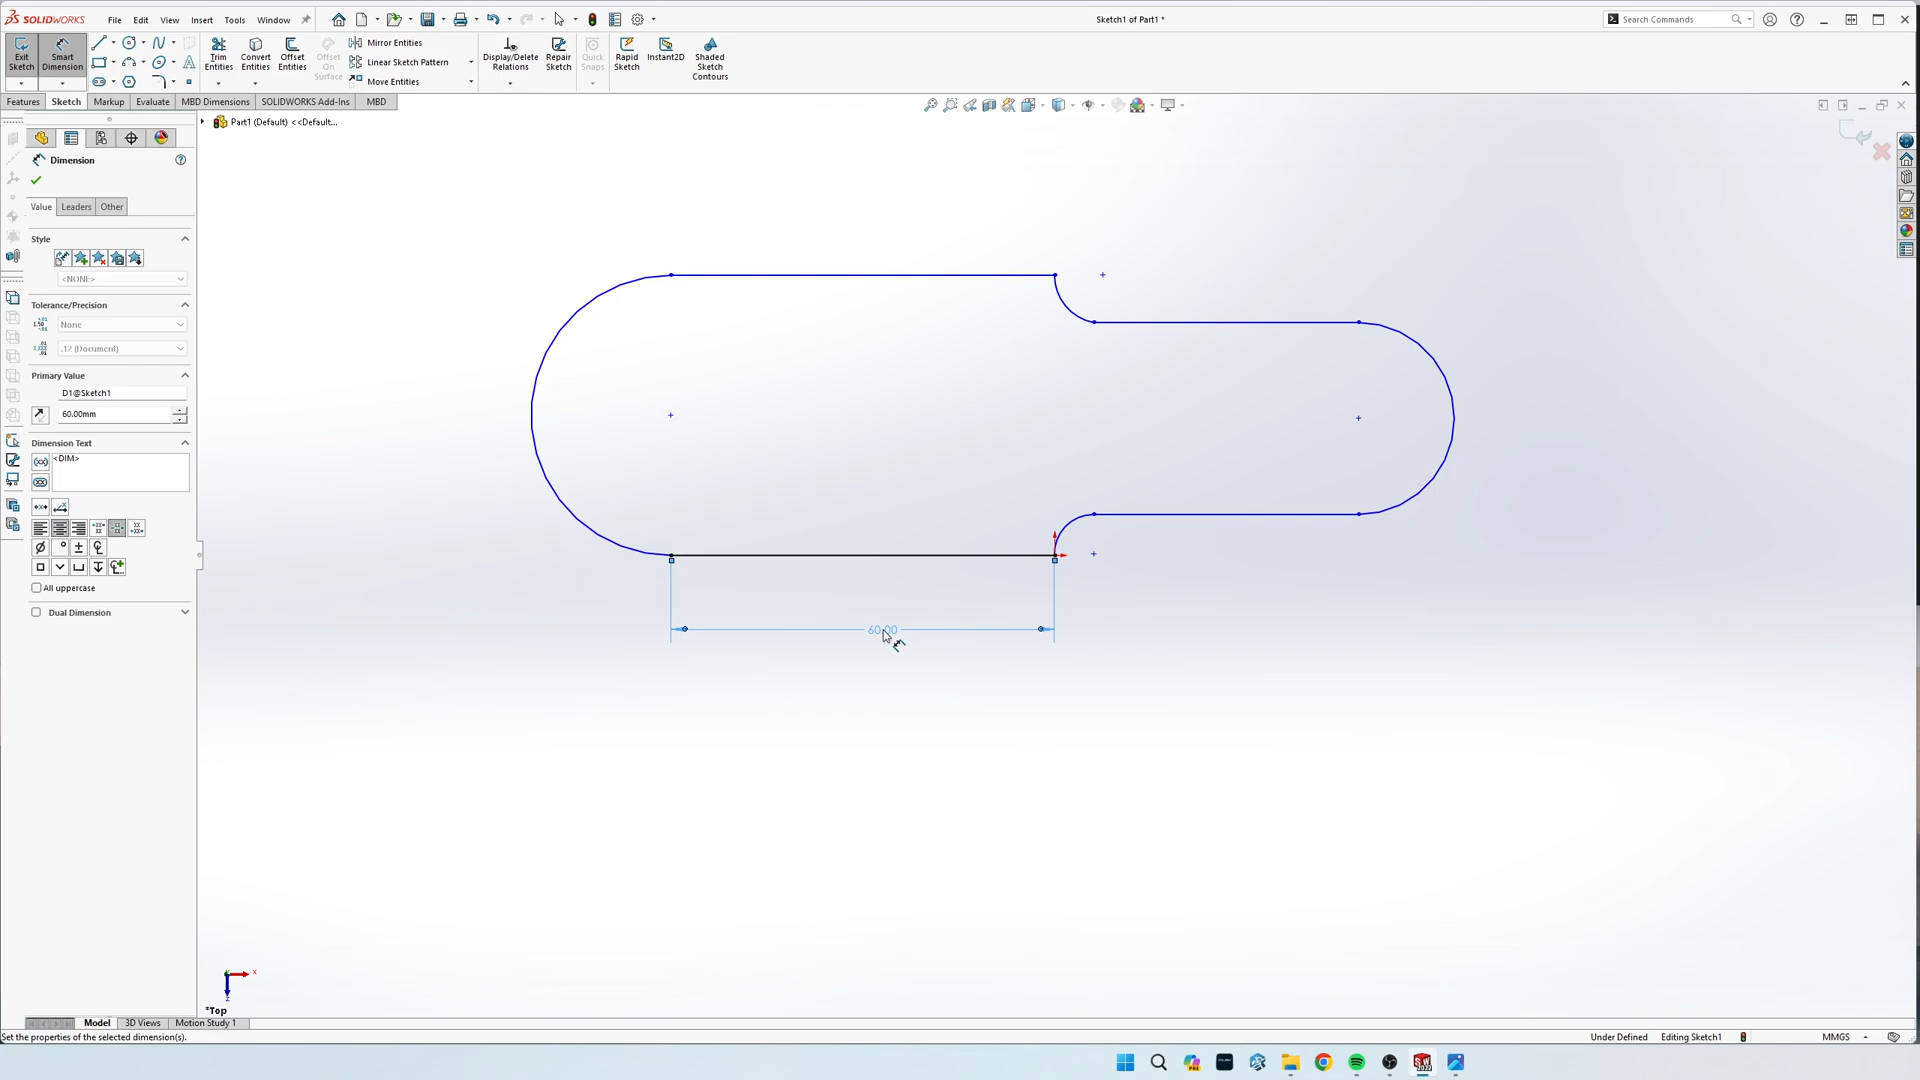 SOLIDWORKS File Edit View Insert Tools Window Sketch1 of Part1 * Search Commands
Exit Sketch Smart Dimension Trim Entities Convert Entities Offset Entities Offset On Surface Mirror Entities Linear Sketch Pattern Move Entities Display/Delete Relations Repair Sketch Quick Snaps Rapid Sketch Instant2D Shaded Sketch Contours
Features Sketch Markup Evaluate MBD Dimensions SOLIDWORKS Add-Ins MBD
Part1 (Default) <<Default...
Dimension
Value Leaders Other
Style
<NONE>
Tolerance/Precision
None
.12 (Document)
Primary Value
D1@Sketch1
60.00mm
Dimension Text
<DIM>
All uppercase
Dual Dimension
60.00
*Top
Model 3D Views Motion Study 1
Set the properties of the selected dimension(s). Under Defined Editing Sketch1 MMGS